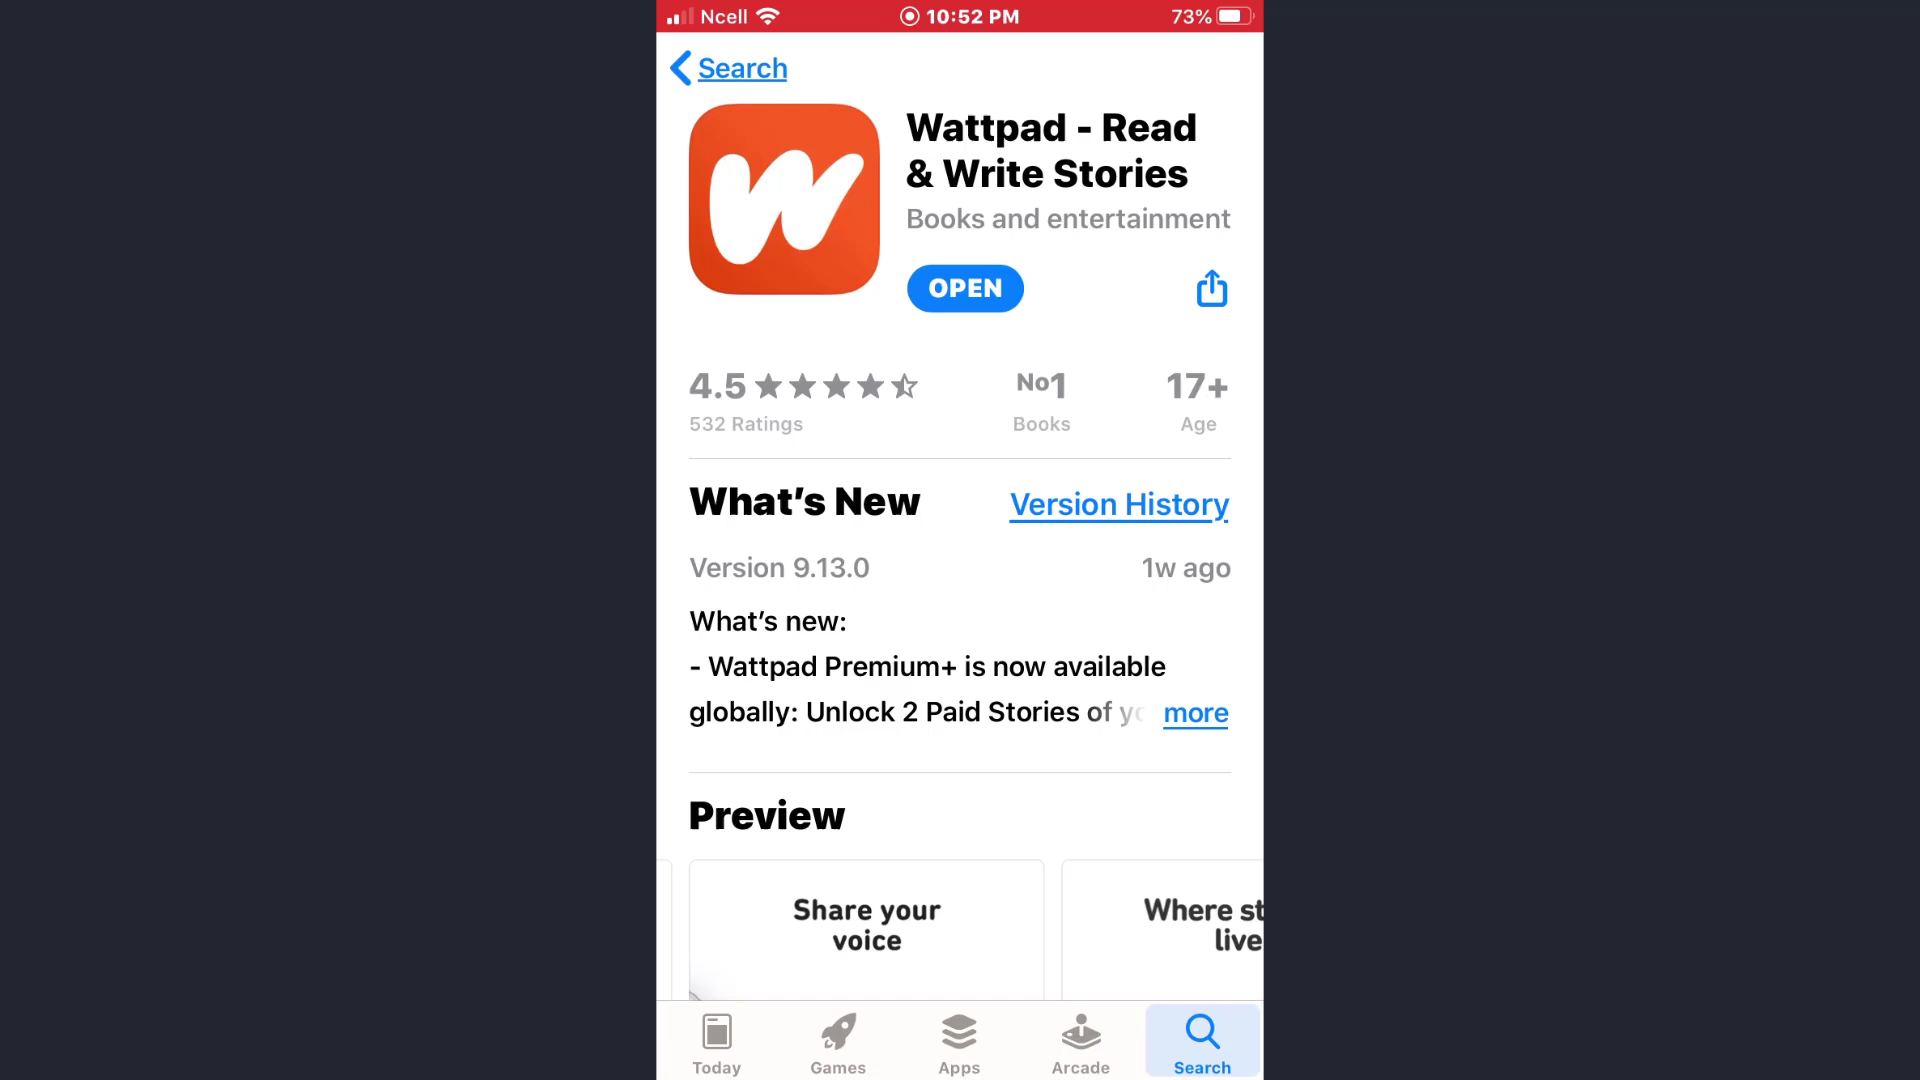 Ncell 10:52 PM 73%
Search
Wattpad - Read
& Write Stories
Books and entertainment
OPEN
4.5 No1 17+
532 Ratings Books Age
What's New Version History
Version 9.13.0 1w ago
What's new:
- Wattpad Premium+ is now available
globally: Unlock 2 Paid Stories of more
Preview
Share your
voice
Where
live
Today Games Apps Arcade Search